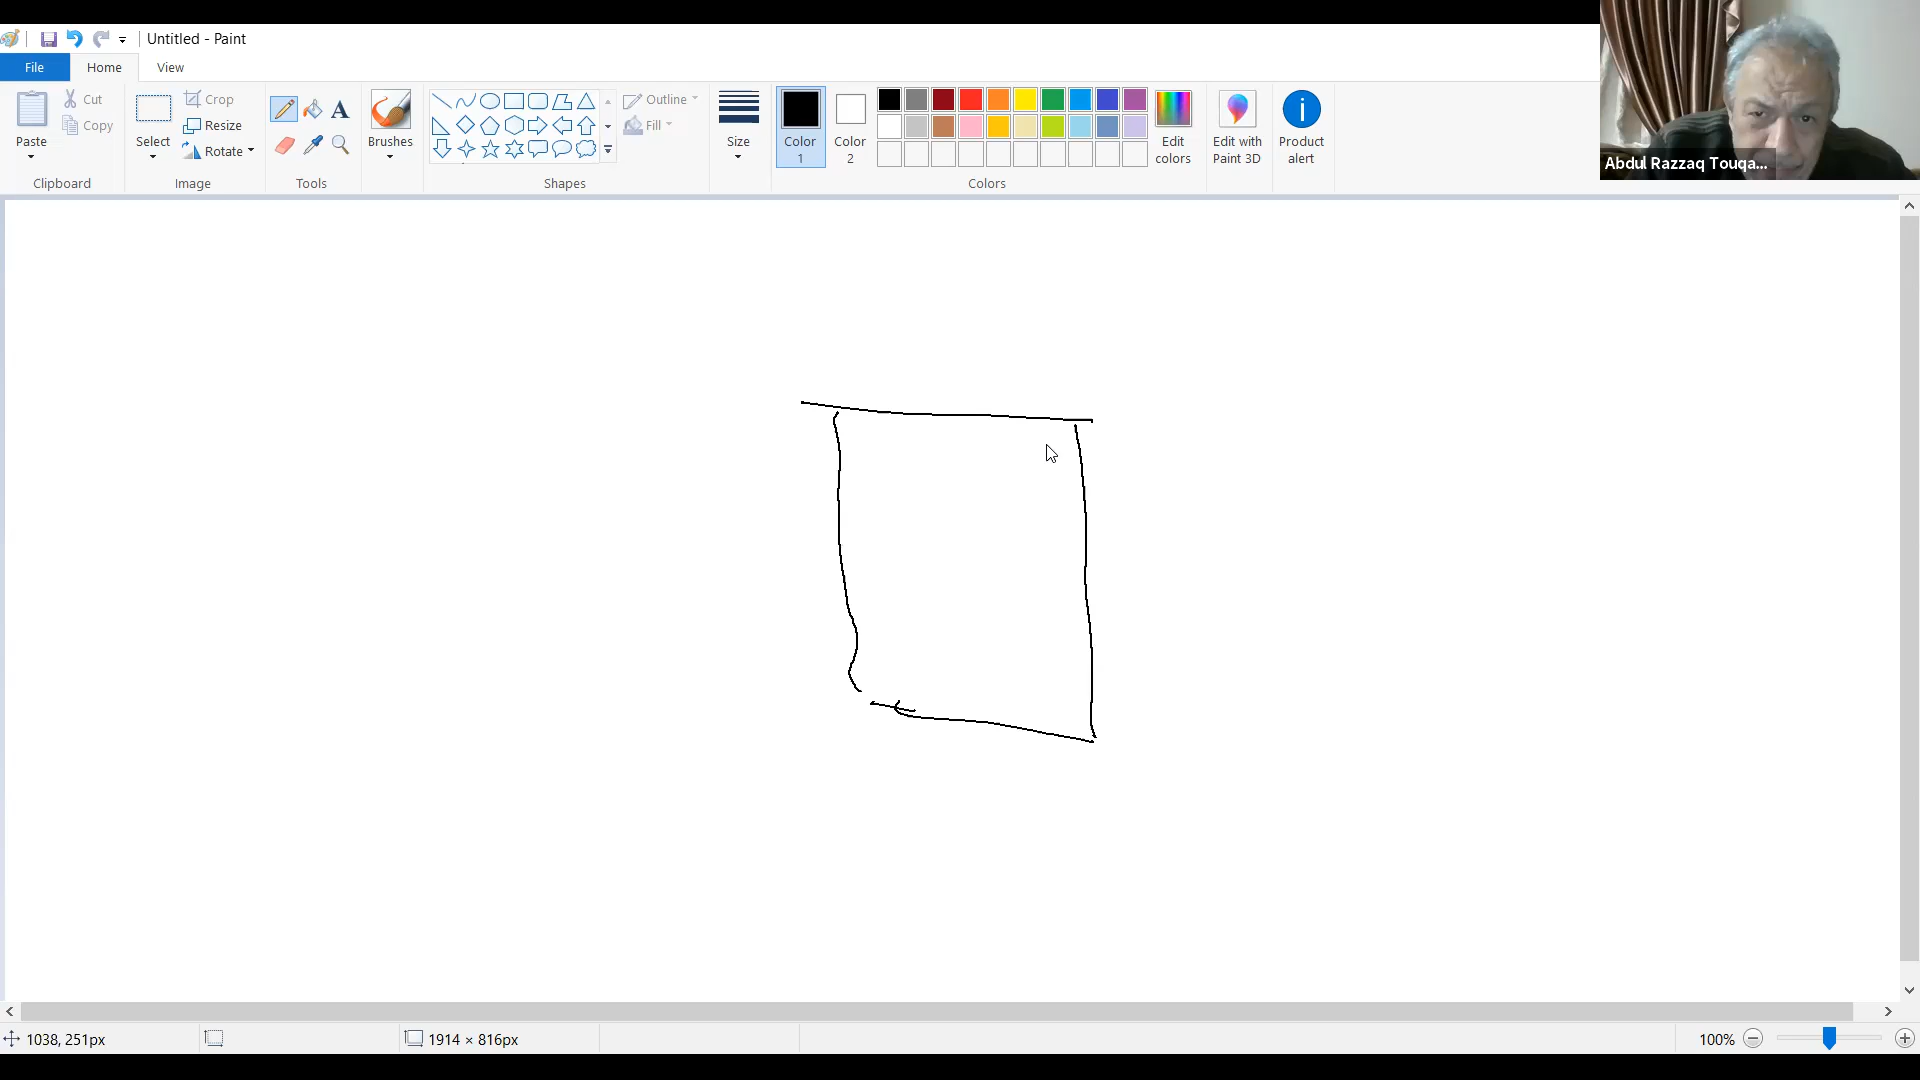 Untitled - Paint
File Home View
Paste
Cut
Copy
Clipboard
Select
Crop
Resize
Rotate
Image
A
Tools
Brushes
Outline
Fill
Shapes
Size
Color
1
Color
2
Edit
colors
Colors
Edit with
Paint 3D
Product
alert
Abdul Razzaq Touqa...
1038, 251px
1914 × 816px
100%